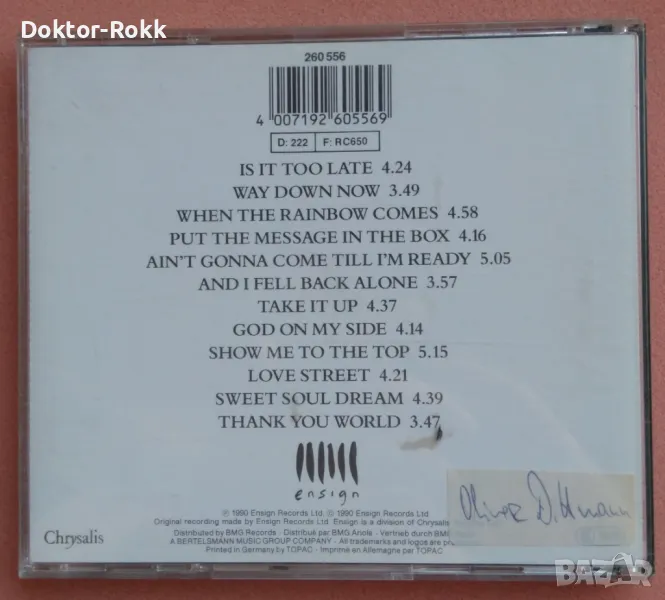 Doktor-Rokk
260 556
4 007192 605569
D: 222 F: RC650
IS IT TOO LATE 4.24
WAY DOWN NOW 3.49
WHEN THE RAINBOW COMES 4.58
PUT THE MESSAGE IN THE BOX 4.16
AIN'T GONNA COME TILL I'M READY 5.05
AND I FELL BACK ALONE 3.57
TAKE IT UP 4.37
GOD ON MY SIDE 4.14
SHOW ME TO THE TOP 5.15
LOVE STREET 4.21
SWEET SOUL DREAM 4.39
THANK YOU WORLD 3.47
ensign
℗ 1990 Ensign Records Ltd. © 1990 Ensign Records Ltd
Original recording made by Ensign Records Ltd. Ensign is a division of Chrysalis
Distributed by BMG Records · Distribué par BMG Ariola · Vertrieb durch BM
A BERTELSMANN MUSIC GROUP COMPANY · All trademarks and logos are pr
Printed in Germany by TOPAC · Imprimé en Allemagne par TOPAC
Chrysalis
Oliver Dittmann
BAZAR